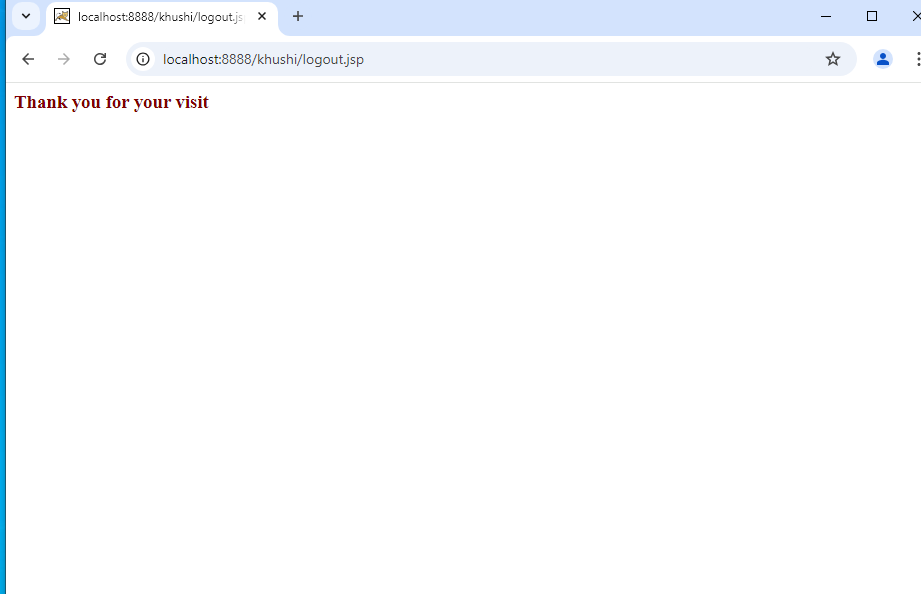 localhost:8888/khushi/logout.js
localhost:8888/khushi/logout.jsp
Thank you for your visit